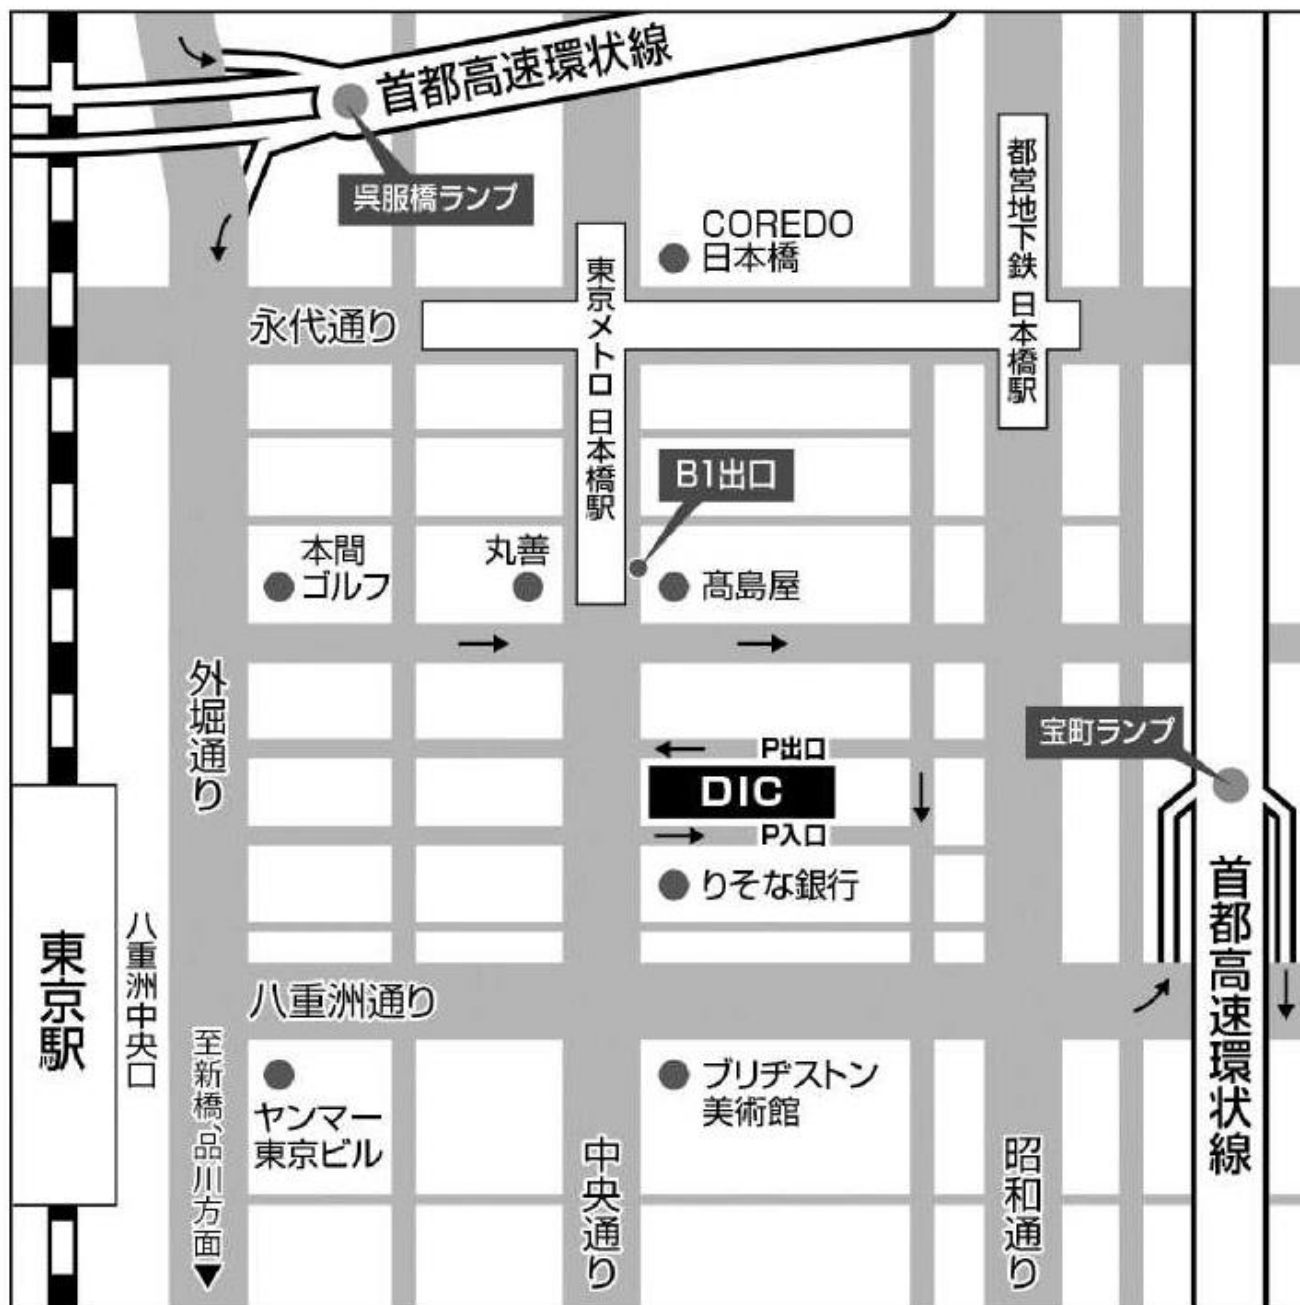 首都高速環状線
呉服橋ランプ
COREDO
日本橋
都営地下鉄 日本橋駅
東京メトロ 日本橋駅
永代通り
B1出口
本間
ゴルフ
丸善
髙島屋
外堀通り
宝町ランプ
P出口
DIC
P入口
りそな銀行
首都高速環状線
東京駅
八重洲中央口
八重洲通り
至新橋、品川方面
ヤンマー
東京ビル
ブリヂストン
美術館
中央通り
昭和通り